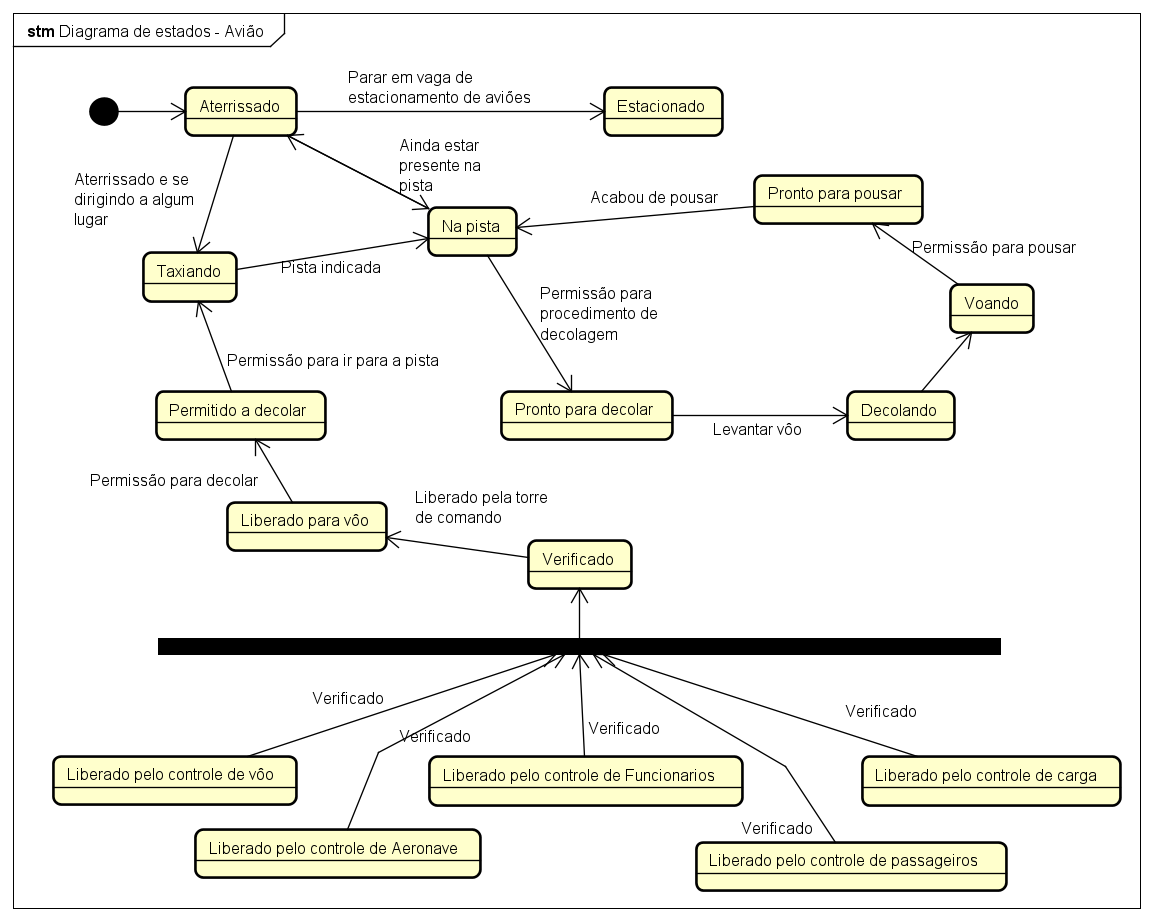 stm Diagrama de estados - Avião
Parar em vaga de
estacionamento de aviões
Aterrissado
Estacionado
Ainda estar
presente na
pista
Aterrissado e se
dirigindo a algum
lugar
Acabou de pousar
Pronto para pousar
Na pista
Permissão para pousar
Taxiando
Pista indicada
Voando
Permissão para
procedimento de
decolagem
Permissão para ir para a pista
Permitido a decolar
Pronto para decolar
Levantar vôo
Decolando
Permissão para decolar
Liberado pela torre
de comando
Liberado para vôo
Verificado
Verificado
Verificado
Verificado
Verificado
Liberado pelo controle de vôo
Liberado pelo controle de Funcionarios
Liberado pelo controle de carga
Verificado
Liberado pelo controle de Aeronave
Liberado pelo controle de passageiros